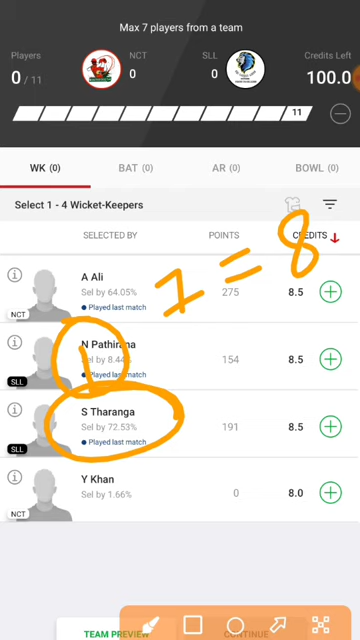 Max 7 players from a team
Players NCT SLL Credits Left
0 / 11 0 0 100.0
11
WK (0) BAT (0) AR (0) BOWL (0)
Select 1 - 4 Wicket-Keepers
SELECTED BY POINTS CREDITS
1 = 8
A Ali
Sel by 64.05% 275 8.5
Played last match
NCT
1
N Pathirana
Sel by 8.44% 154 8.5
Played last match
SLL
S Tharanga
Sel by 72.53% 191 8.5
Played last match
SLL
Y Khan
Sel by 1.66% 0 8.0
NCT
TEAM PREVIEW CONTINUE